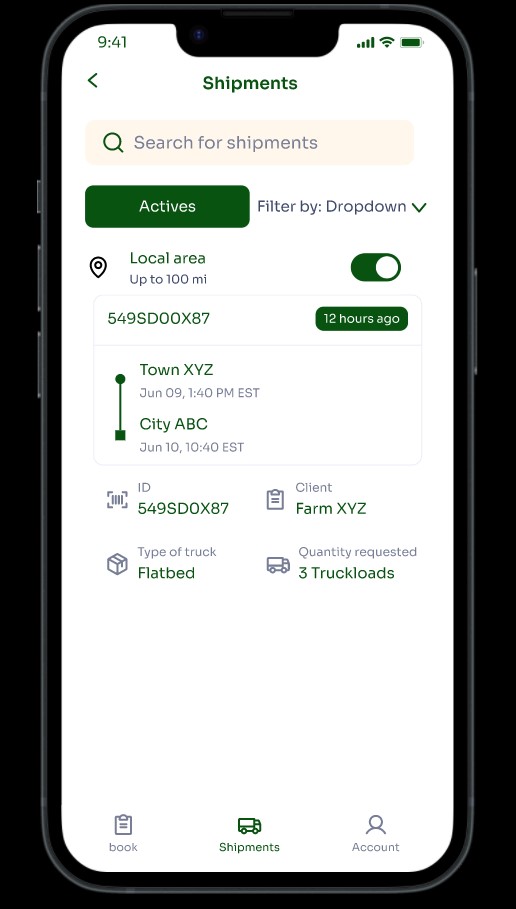 9:41
Shipments
Search for shipments
Actives
Filter by: Dropdown
Local area
Up to 100 mi
549SD00X87
12 hours ago
Town XYZ
Jun 09, 1:40 PM EST
City ABC
Jun 10, 10:40 EST
ID
549SD0X87
Client
Farm XYZ
Type of truck
Flatbed
Quantity requested
3 Truckloads
book
Shipments
Account